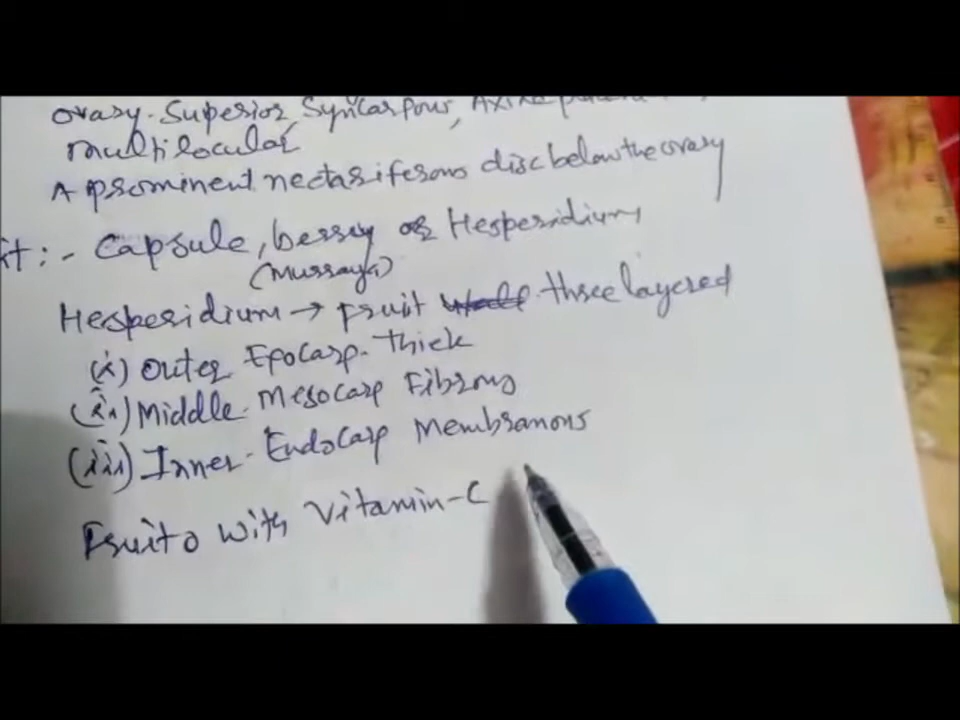 ovary. Superior, Syncarpous, Axile
multilocular
A prominent nectariferous disc below the ovary
it:- Capsule, berry or Hesperidium,
(Murraya)
Hesperidium → Fruit three layered
(i) Outer Epocarp. Thick
(ii) Middle. Mesocarp Fibrous
(iii) Inner. Endocarp Membranous
Fruits with Vitamin-C